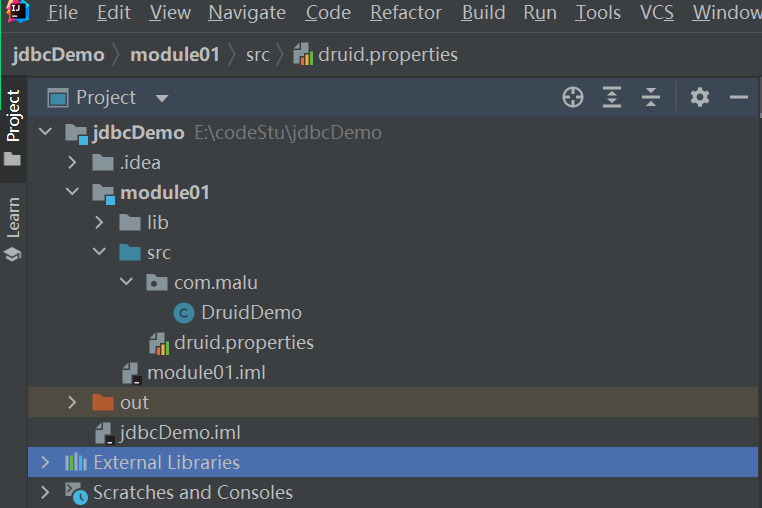 File Edit View Navigate Code Refactor Build Run Tools VCS Window
jdbcDemo module01 src druid.properties
Project
Project
Learn
jdbcDemo E:\codeStu\jdbcDemo
.idea
module01
lib
src
com.malu
DruidDemo
druid.properties
module01.iml
out
jdbcDemo.iml
External Libraries
Scratches and Consoles